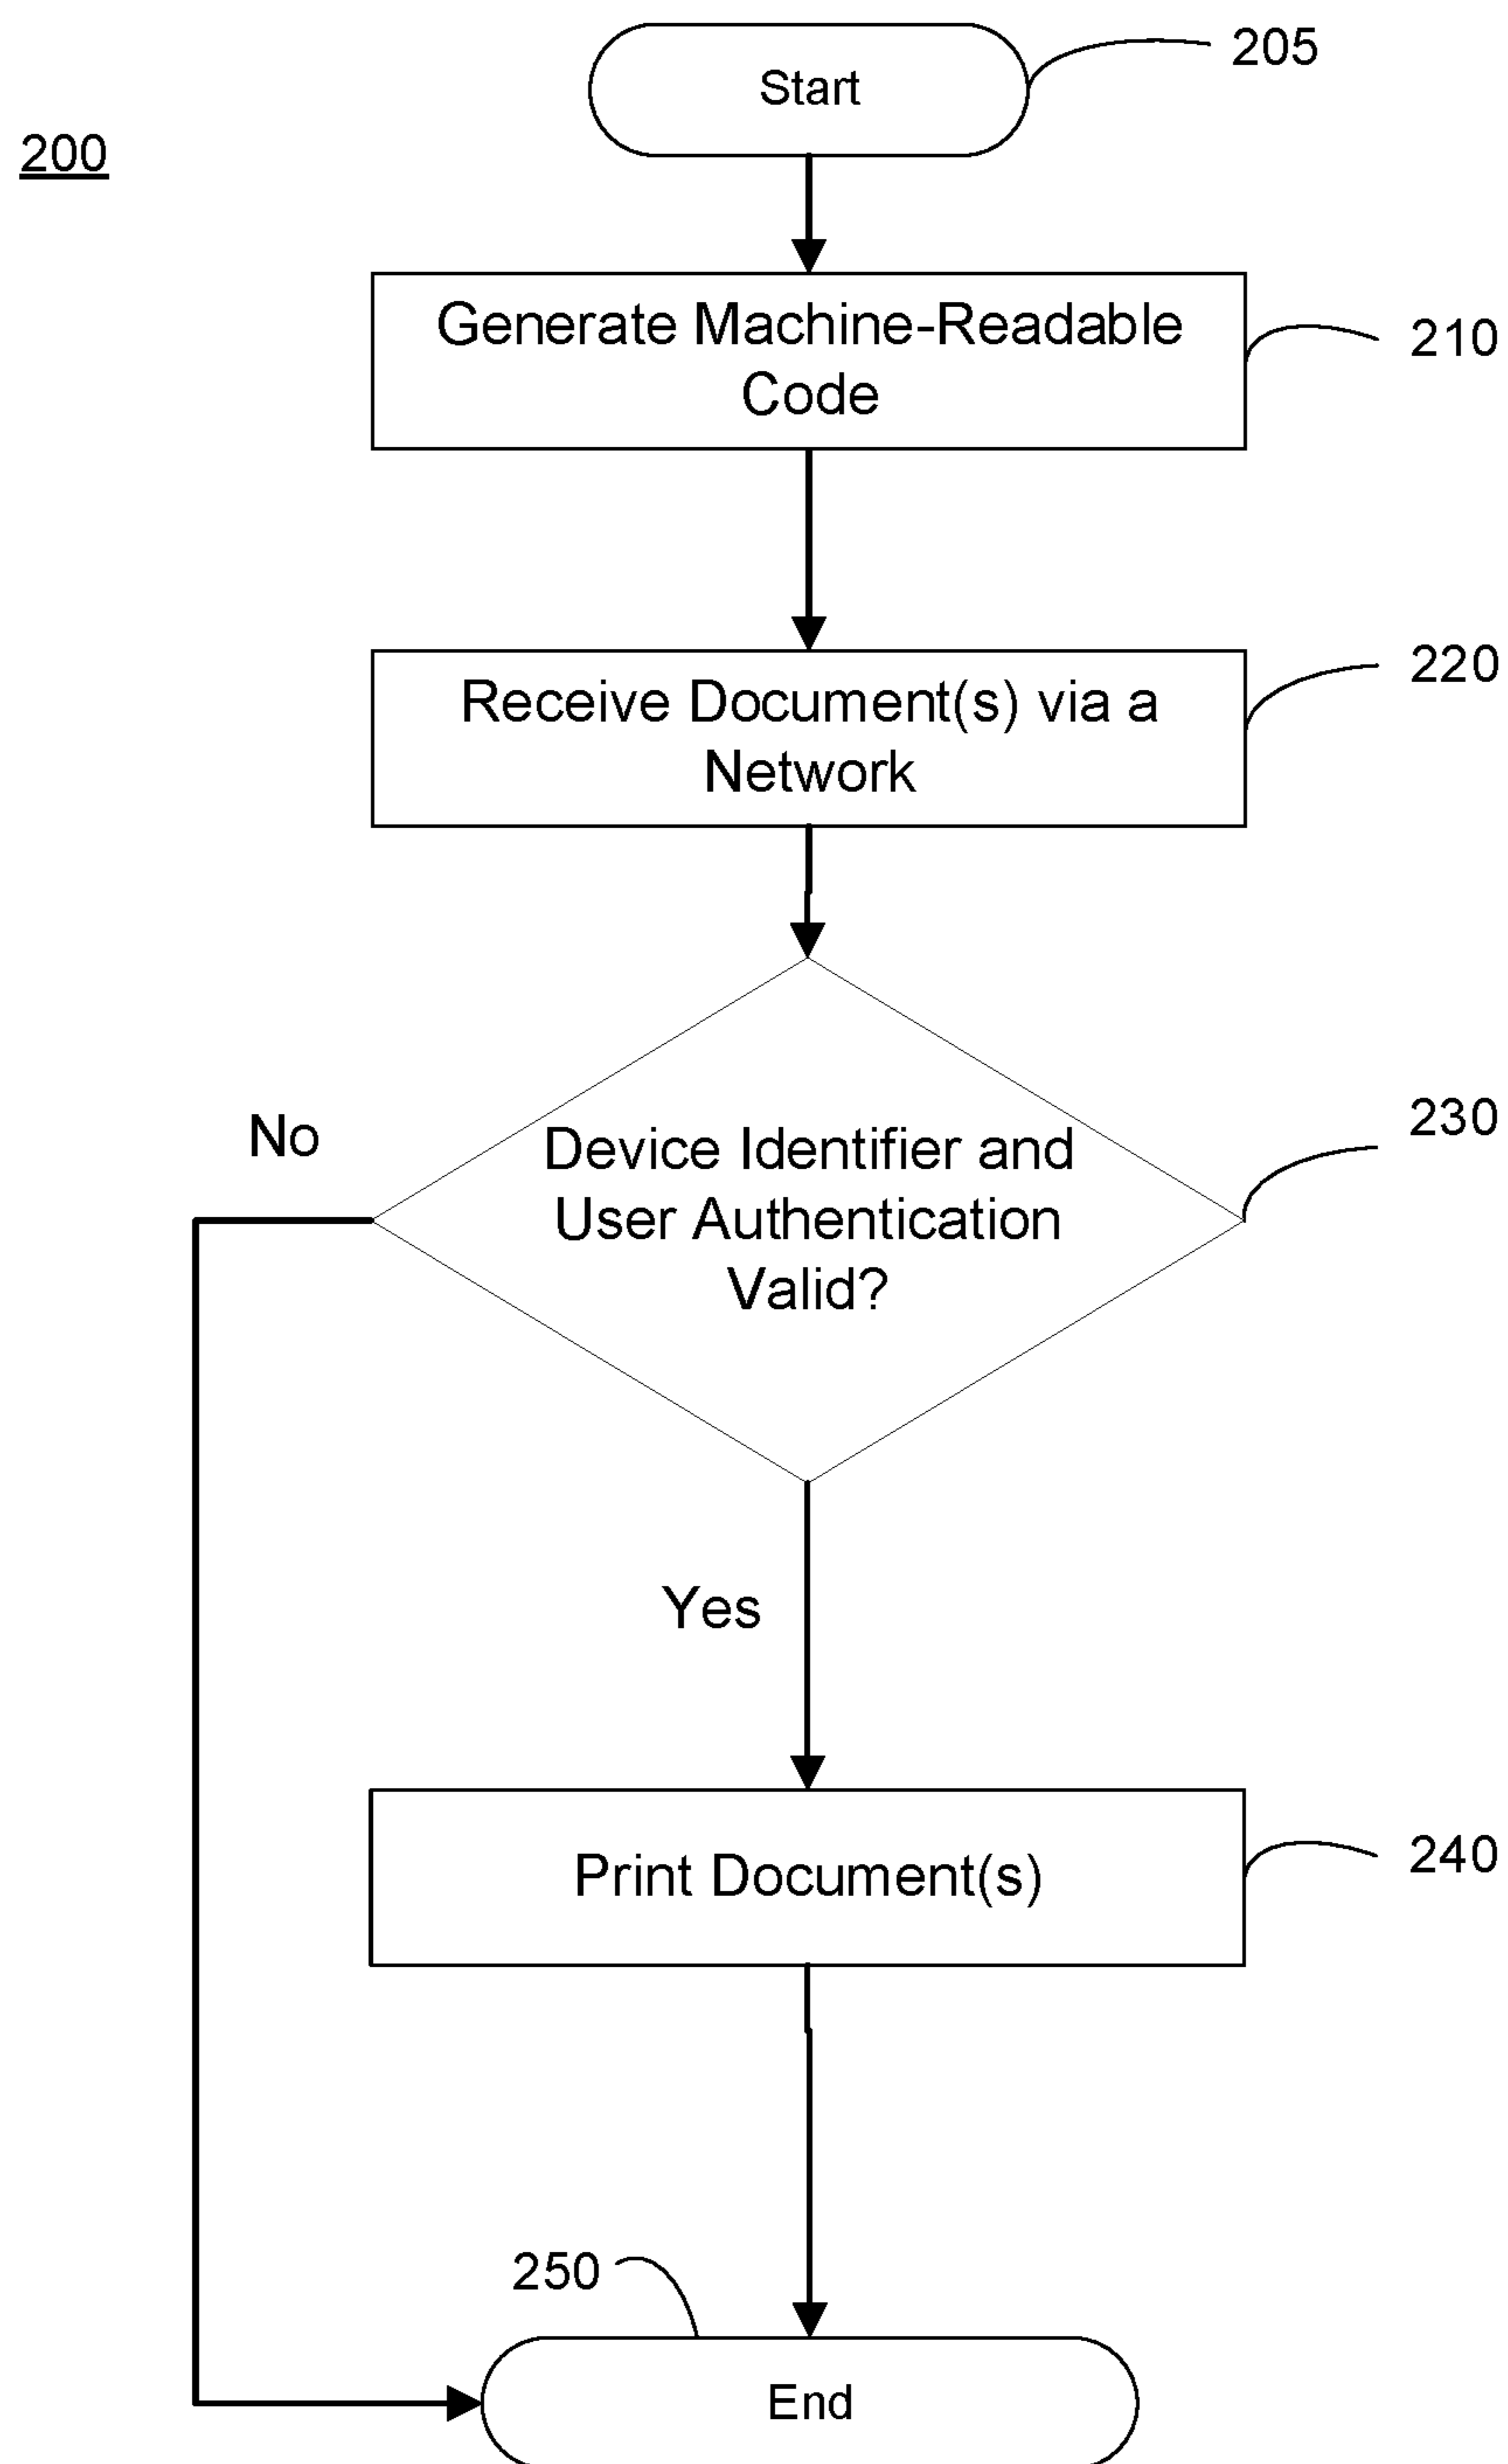 Start
205
200
Generate Machine-Readable
Code
210
Receive Document(s) via a
Network
220
No
Device Identifier and
User Authentication
Valid?
230
Yes
Print Document(s)
240
250
End